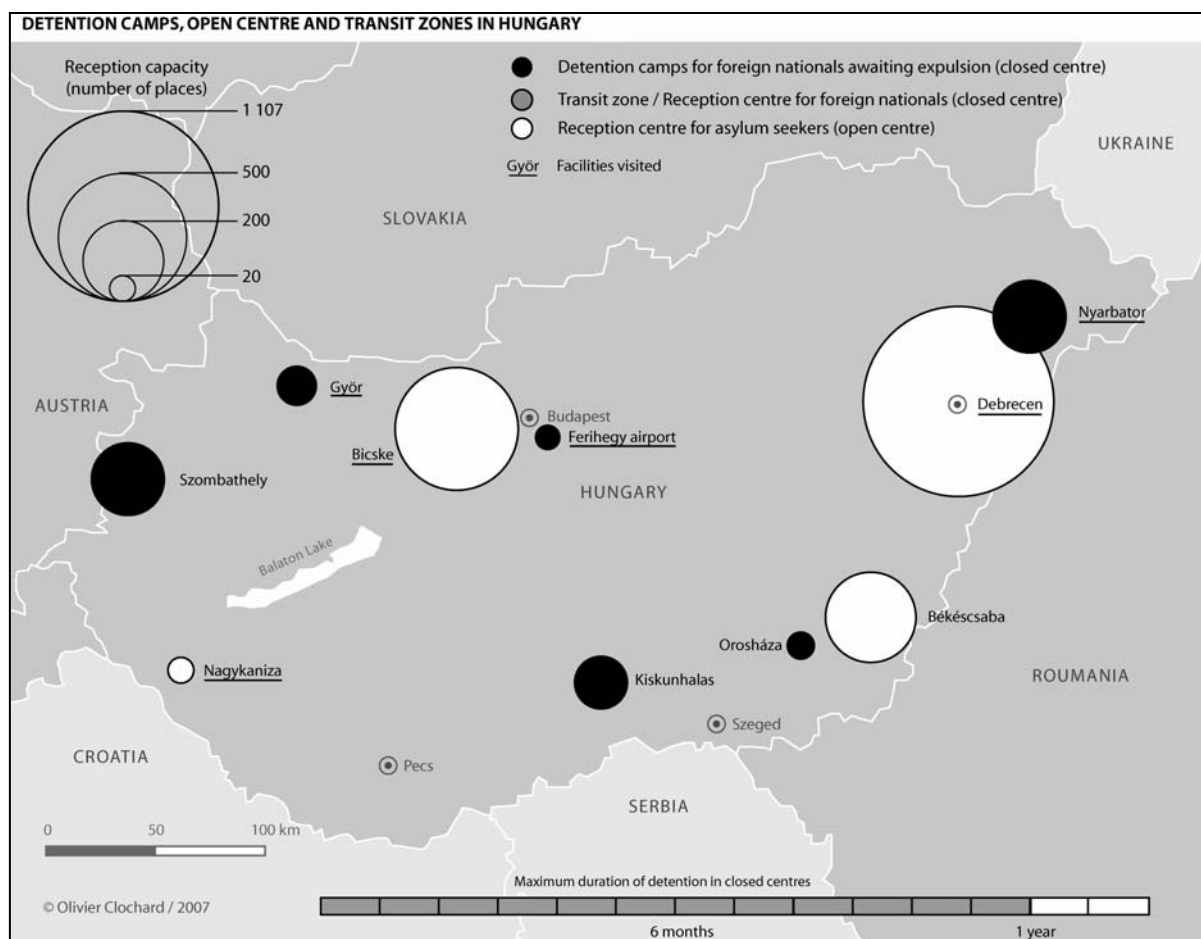 DETENTION CAMPS, OPEN CENTRE AND TRANSIT ZONES IN HUNGARY
Reception capacity
(number of places)
1 107
500
200
20
Detention camps for foreign nationals awaiting expulsion (closed centre)
Transit zone / Reception centre for foreign nationals (closed centre)
Reception centre for asylum seekers (open centre)
Györ Facilities visited
UKRAINE
SLOVAKIA
Nyarbator
AUSTRIA
Györ
Debrecen
Budapest
Ferihegy airport
Bicske
Szombathely
HUNGARY
Balaton Lake
Békéscsaba
Orosháza
Nagykaniza
Kiskunhalas
ROUMANIA
Szeged
CROATIA
Pecs
SERBIA
0 50 100 km
Maximum duration of detention in closed centres
© Olivier Clochard / 2007
6 months 1 year